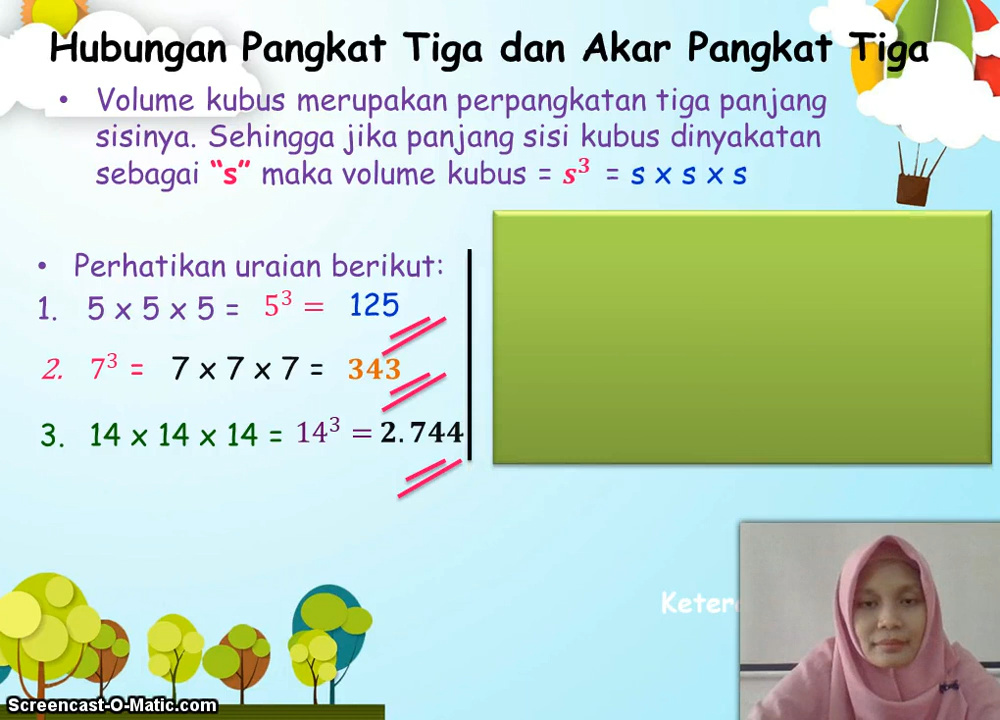 Hubungan Pangkat Tiga dan Akar Pangkat Tiga
• Volume kubus merupakan perpangkatan tiga panjang
sisinya. Sehingga jika panjang sisi kubus dinyakatan
sebagai “s” maka volume kubus = s³ = s x s x s
• Perhatikan uraian berikut:
1. 5 x 5 x 5 = 5³ = 125
2. 7³ = 7 x 7 x 7 = 343
3. 14 x 14 x 14 = 14³ = 2.744
Screencast-O-Matic.com